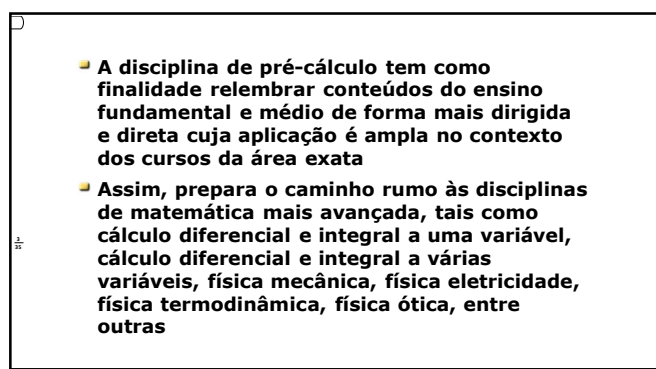 A disciplina de pré-cálculo tem como
finalidade relembrar conteúdos do ensino
fundamental e médio de forma mais dirigida
e direta cuja aplicação é ampla no contexto
dos cursos da área exata
Assim, prepara o caminho rumo às disciplinas
de matemática mais avançada, tais como
cálculo diferencial e integral a uma variável,
cálculo diferencial e integral a várias
variáveis, física mecânica, física eletricidade,
física termodinâmica, física ótica, entre
outras